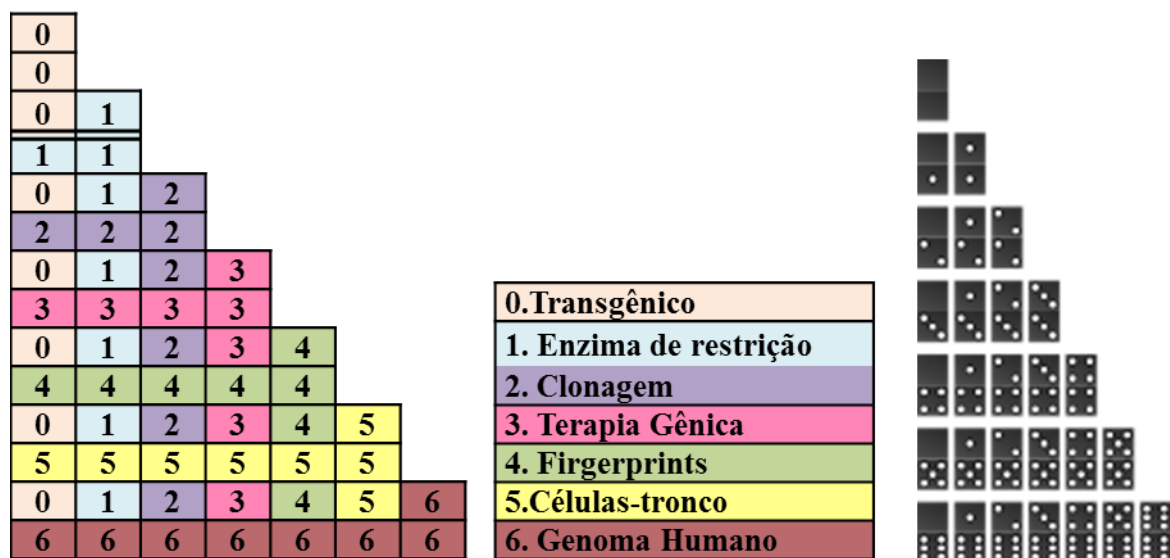 0
0
0 1
1 1
0 1 2
2 2 2
0 1 2 3
3 3 3 3
0 1 2 3 4
4 4 4 4 4
0 1 2 3 4 5
5 5 5 5 5 5
0 1 2 3 4 5 6
6 6 6 6 6 6 6
0.Transgênico
1. Enzima de restrição
2. Clonagem
3. Terapia Gênica
4. Firgerprints
5.Células-tronco
6. Genoma Humano